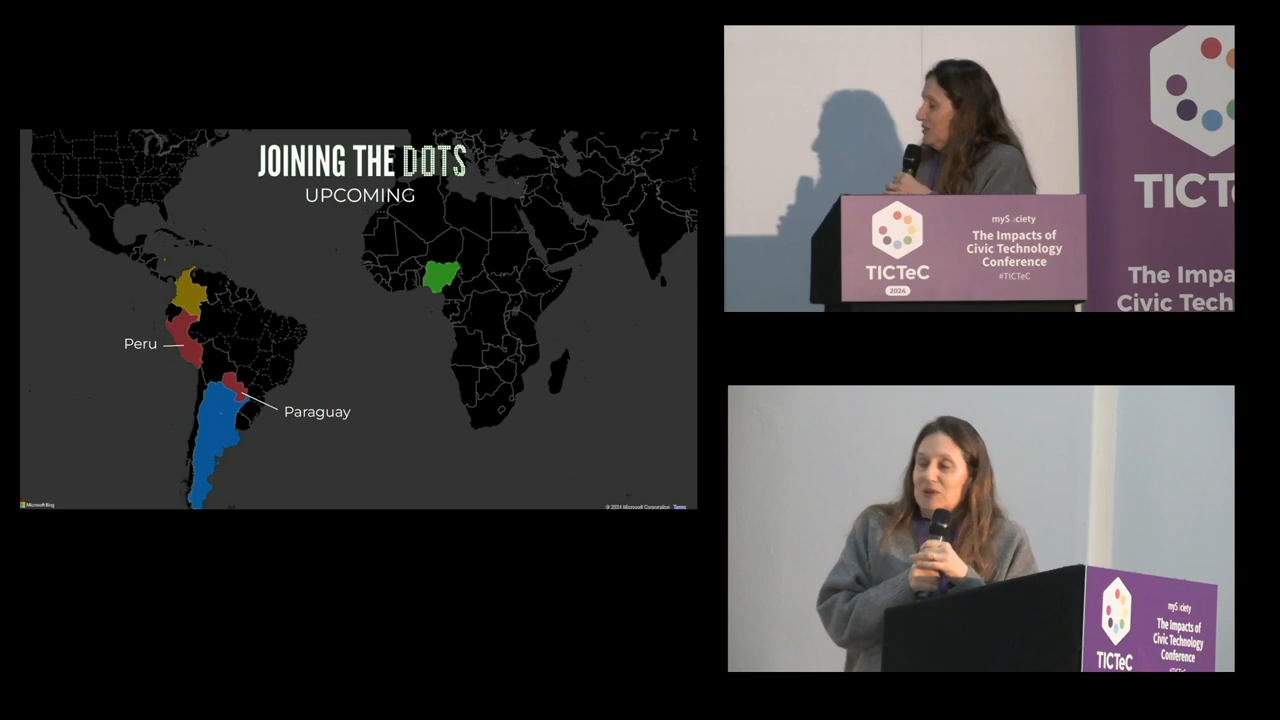 JOINING THE DOTS
UPCOMING
Peru
Paraguay
Microsoft Bing
© 2024 Microsoft Corporation Terms
TICTeC
2024
mySociety
The Impacts of
Civic Technology
Conference
#TICTeC
TICTe
The Impa
Civic Tech
TICTeC
mySociety
The Impacts of
Civic Technology
Conference